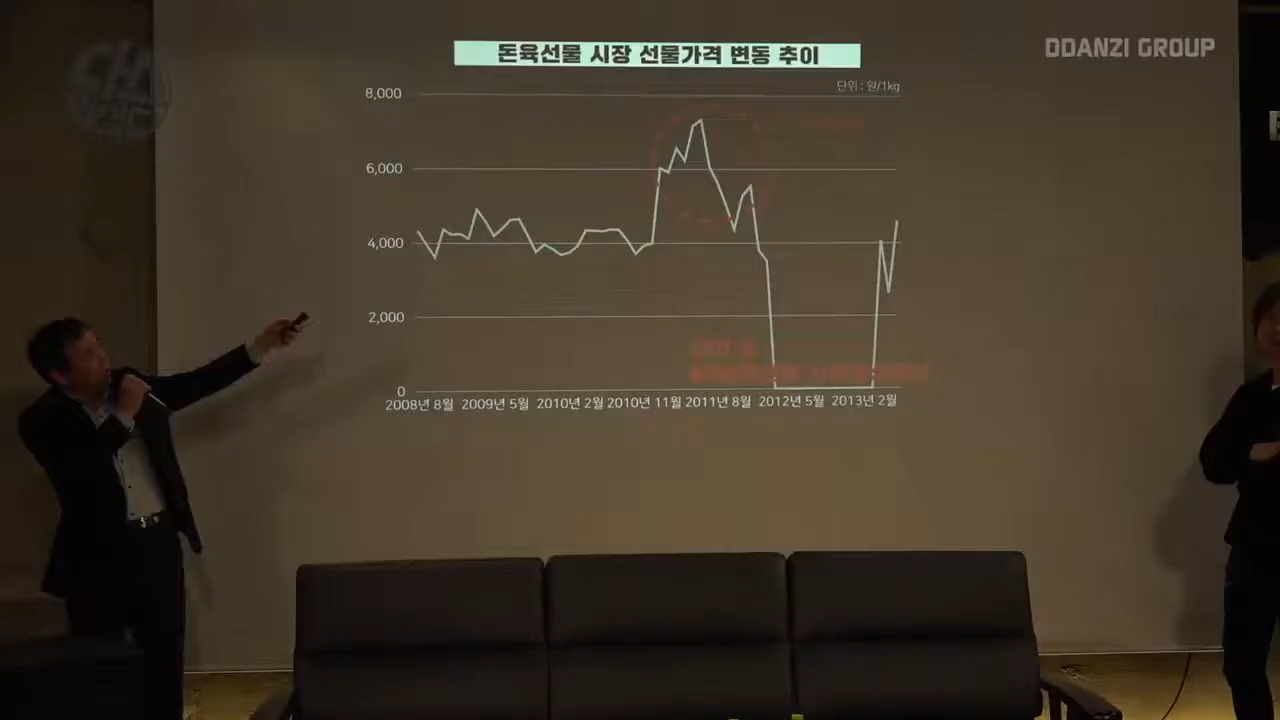 돈육선물 시장 선물가격 변동 추이
DDANZI GROUP
단위 : 원/1kg
8,000
6,000
4,000
2,000
0
2008년 8월 2009년 5월 2010년 2월 2010년 11월 2011년 8월 2012년 5월 2013년 2월